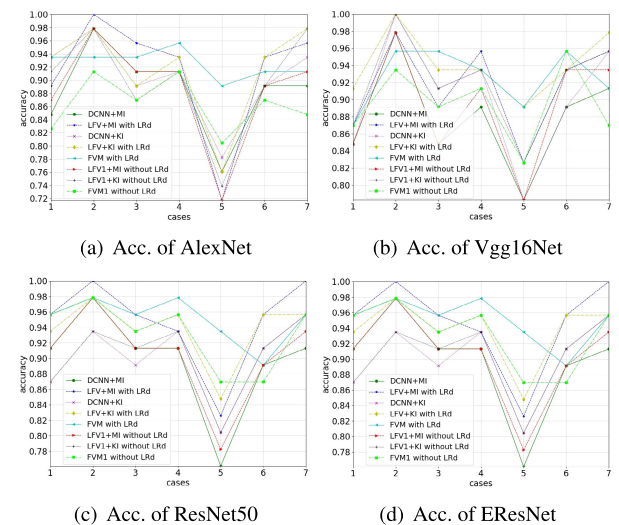 1.00
0.98
0.96
0.94
0.92
0.90
0.88
0.86
0.84
0.82
0.80
0.78
0.76
0.74
0.72
accuracy
DCNN+MI
LFV+MI with LRd
DCNN+KI
LFV+KI with LRd
FVM with LRd
LFV1+MI without LRd
LFV1+KI without LRd
FVM1 without LRd
1 2 3 4 5 6 7
cases
(a) Acc. of AlexNet
1.00
0.98
0.96
0.94
0.92
0.90
0.88
0.86
0.84
0.82
0.80
accuracy
DCNN+MI
LFV+MI with LRd
DCNN+KI
LFV+KI with LRd
FVM with LRd
LFV1+MI without LRd
LFV1+KI without LRd
FVM1 without LRd
1 2 3 4 5 6 7
cases
(b) Acc. of Vgg16Net
1.00
0.98
0.96
0.94
0.92
0.90
0.88
0.86
0.84
0.82
0.80
0.78
accuracy
DCNN+MI
LFV+MI with LRd
DCNN+KI
LFV+KI with LRd
FVM with LRd
LFV1+MI without LRd
LFV1+KI without LRd
FVM1 without LRd
1 2 3 4 5 6 7
cases
(c) Acc. of ResNet50
1.00
0.98
0.96
0.94
0.92
0.90
0.88
0.86
0.84
0.82
0.80
0.78
accuracy
DCNN+MI
LFV+MI with LRd
DCNN+KI
LFV+KI with LRd
FVM with LRd
LFV1+MI without LRd
LFV1+KI without LRd
FVM1 without LRd
1 2 3 4 5 6 7
cases
(d) Acc. of EResNet